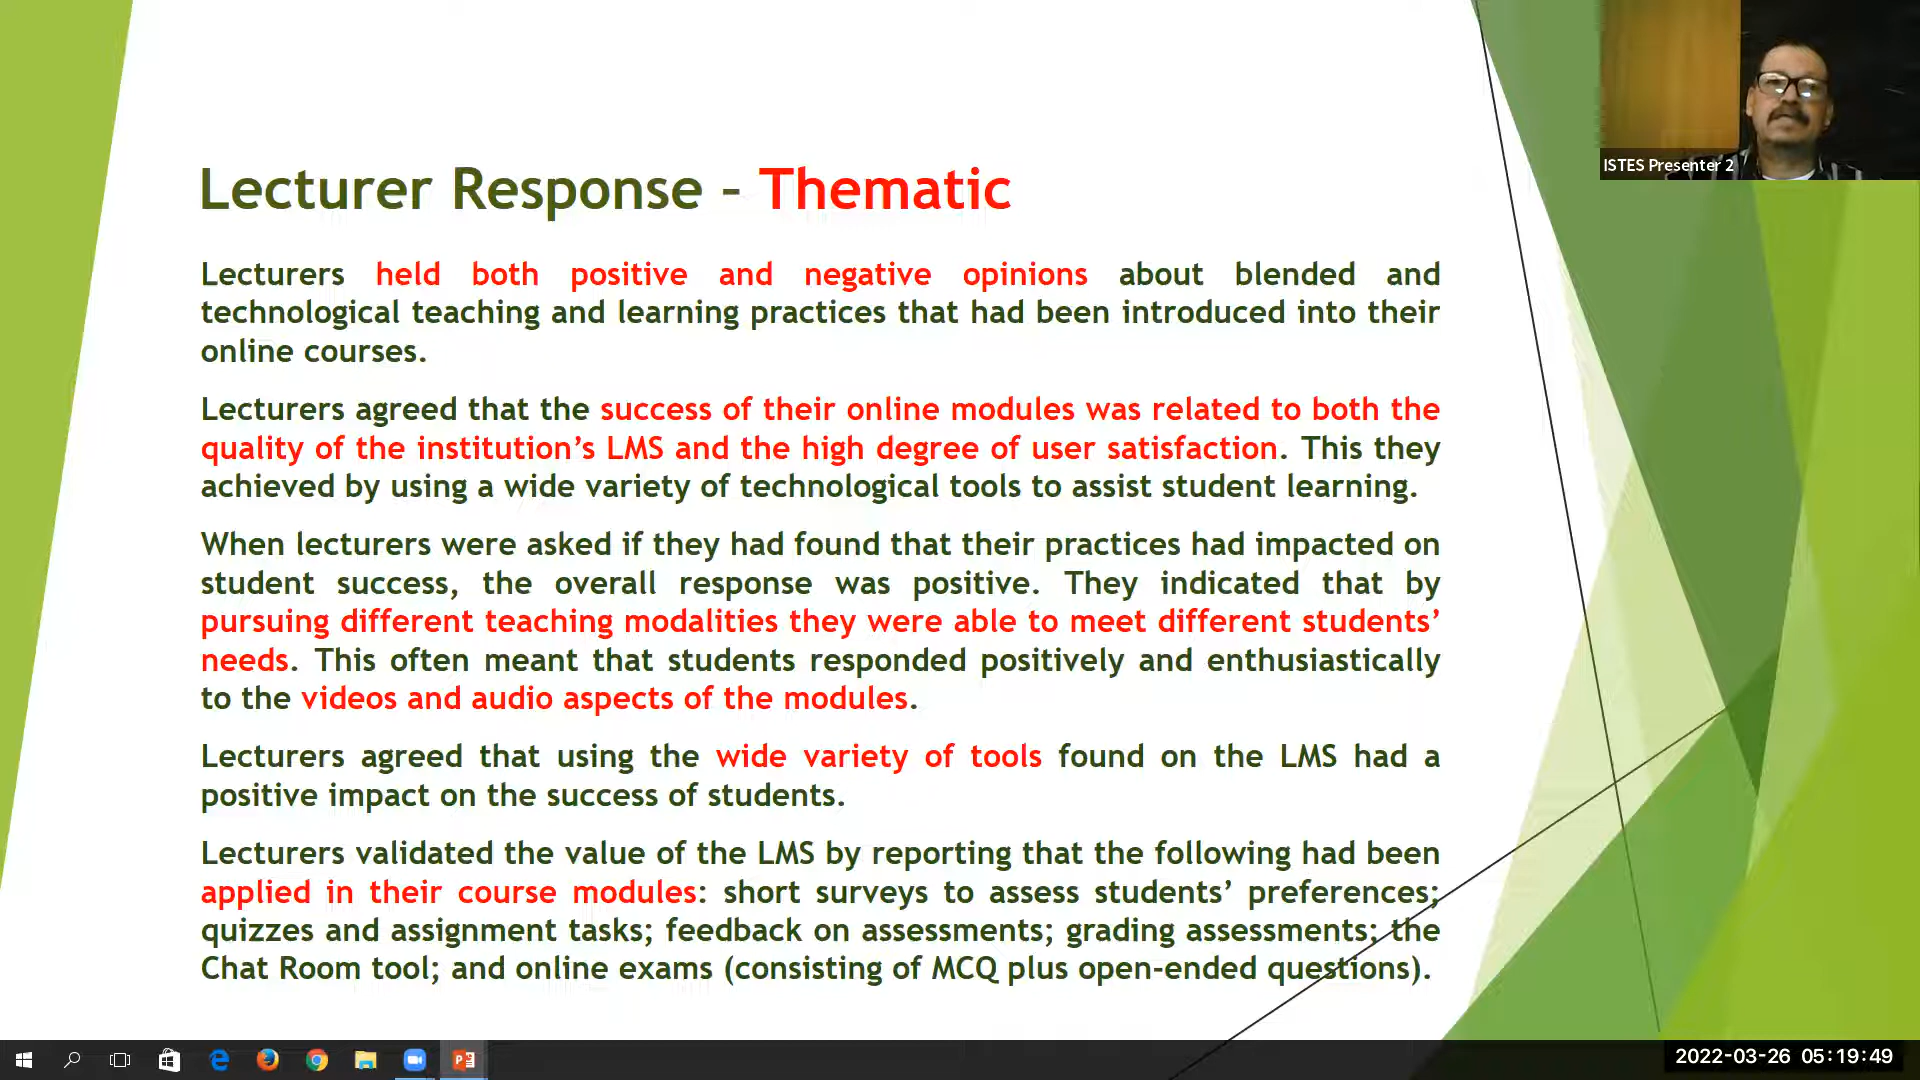 ISTES Presenter 2
Lecturer Response – Thematic
Lecturers held both positive and negative opinions about blended and
technological teaching and learning practices that had been introduced into their
online courses.
Lecturers agreed that the success of their online modules was related to both the
quality of the institution’s LMS and the high degree of user satisfaction. This they
achieved by using a wide variety of technological tools to assist student learning.
When lecturers were asked if they had found that their practices had impacted on
student success, the overall response was positive. They indicated that by
pursuing different teaching modalities they were able to meet different students’
needs. This often meant that students responded positively and enthusiastically
to the videos and audio aspects of the modules.
Lecturers agreed that using the wide variety of tools found on the LMS had a
positive impact on the success of students.
Lecturers validated the value of the LMS by reporting that the following had been
applied in their course modules: short surveys to assess students’ preferences;
quizzes and assignment tasks; feedback on assessments; grading assessments; the
Chat Room tool; and online exams (consisting of MCQ plus open-ended questions).
2022-03-26 05:19:49